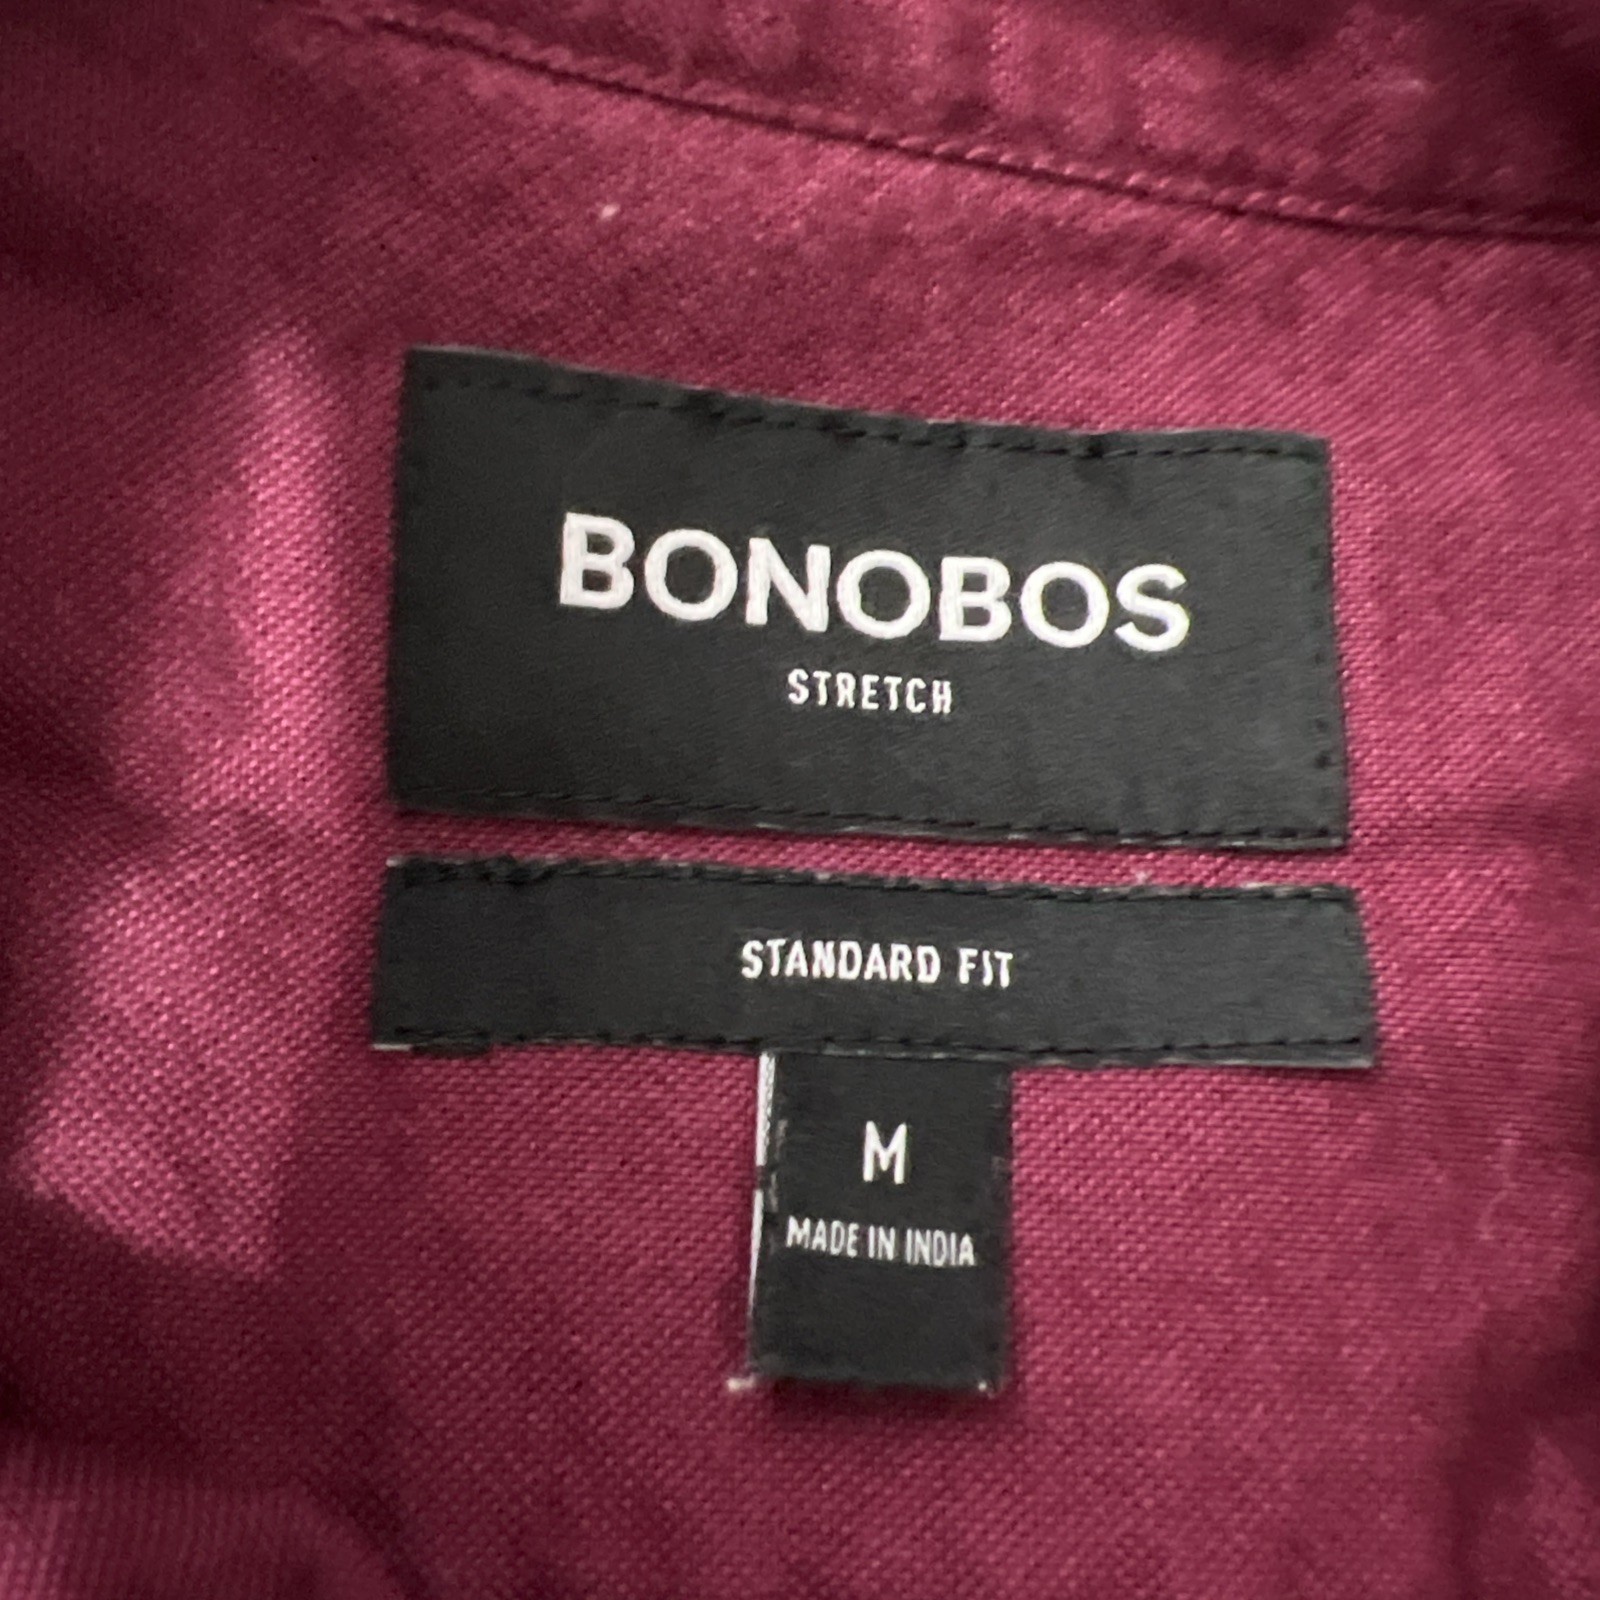 BONOBOS
STRETCH
STANDARD FIT
M
MADE IN INDIA